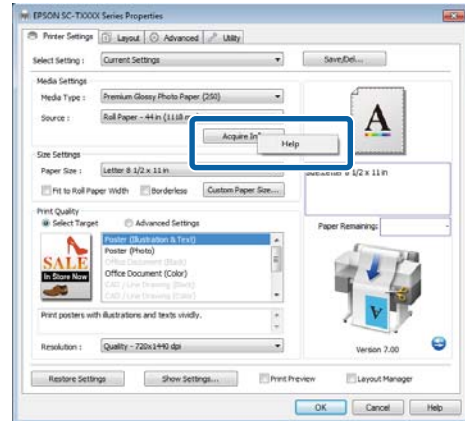 EPSON SC-TXXXX Series Properties
Printer Settings
Layout
Advanced
Utility
Select Setting :
Current Settings
Save/Del...
Media Settings
Media Type :
Premium Glossy Photo Paper (250)
Source :
Roll Paper - 44 in (1118 m
Acquire
Help
Size Settings
Paper Size :
Letter 8 1/2 x 11 in
Size:Letter 8 1/2 x 11 in
Fit to Roll Paper Width
Borderless
Custom Paper Size...
Print Quality
Select Target
Advanced Settings
Paper Remaining:
SALE
In Store Now
Poster (Illustration & Text)
Poster (Photo)
Office Document (Black)
Office Document (Color)
CAD / Line Drawing (Black)
CAD / Line Drawing (Color)
Print posters with illustrations and texts vividly.
Resolution :
Quality - 720x1440 dpi
Version 7.00
Restore Settings
Show Settings...
Print Preview
Layout Manager
OK
Cancel
Help
A
A